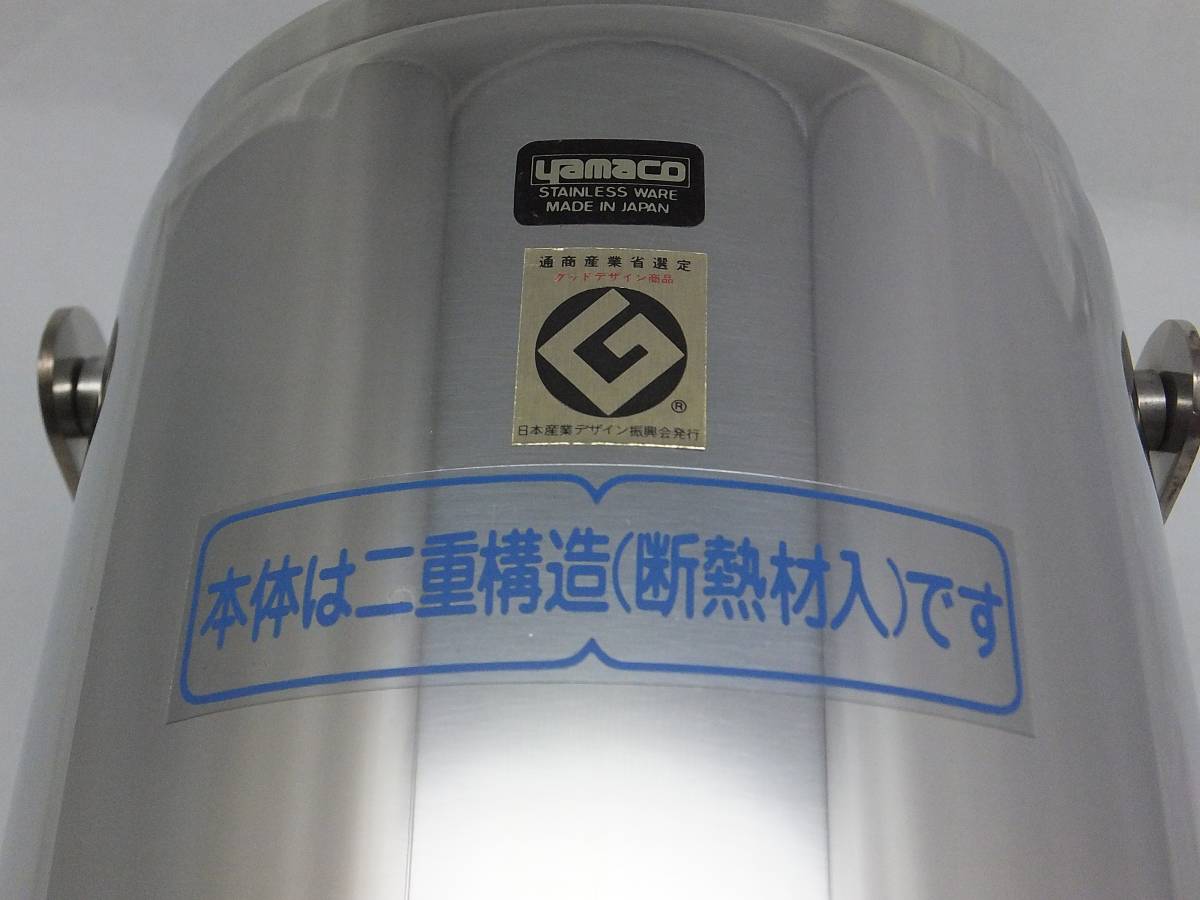 yamaco
STAINLESS WARE
MADE IN JAPAN
通商産業省選定
グッドデザイン商品
G
®
日本産業デザイン振興会発行
本体は二重構造(断熱材入)です